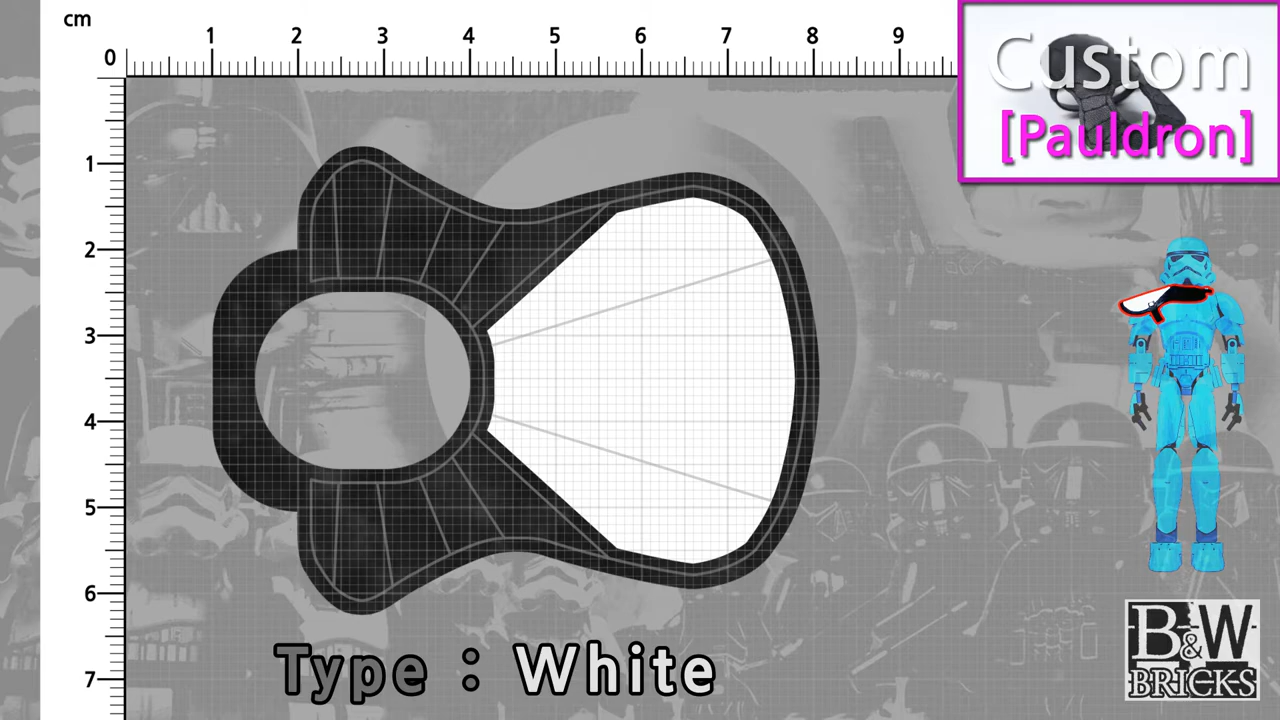 cm
0 1 2 3 4 5 6 7 8 9
1
2
3
4
5
6
7
Custom
[Pauldron]
Type : White
B&W
BRICKS